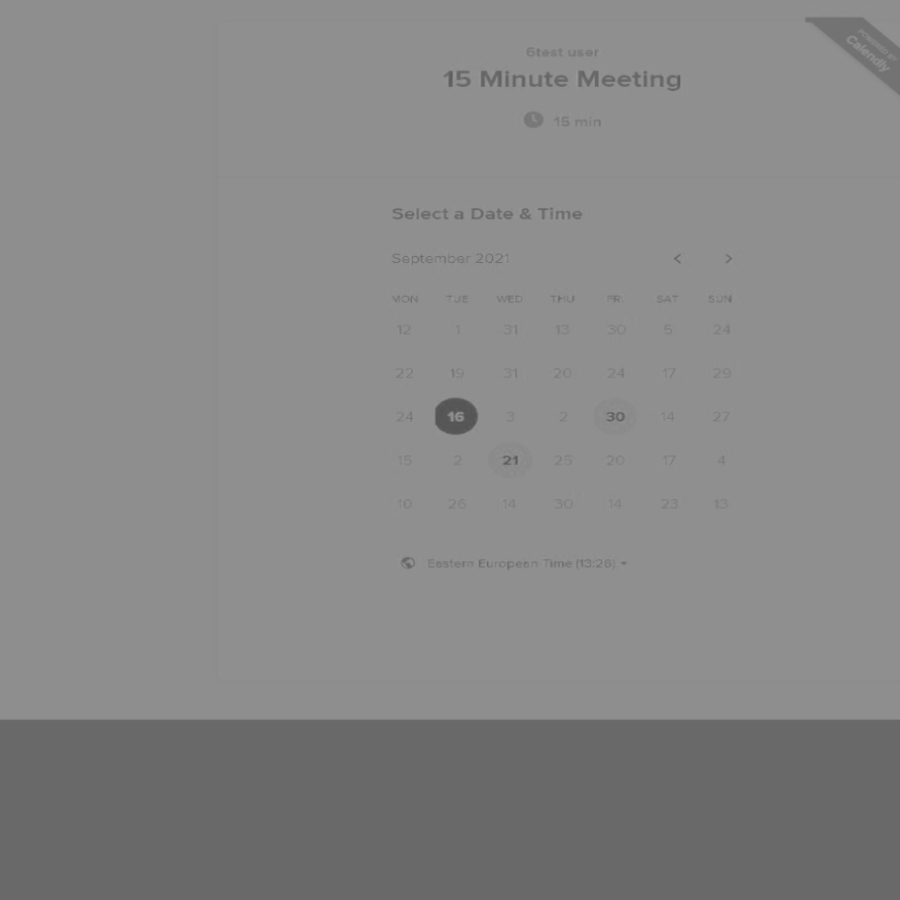 POWERED BY
Calendly
6test user
15 Minute Meeting
15 min
Select a Date & Time
September 2021
MON TUE WED THU FRI SAT SUN
12 1 31 13 30 5 24
22 19 31 20 24 17 29
24 16 3 2 30 14 27
15 2 21 25 20 17 4
10 26 14 30 14 23 13
Eastern European Time (13:26)